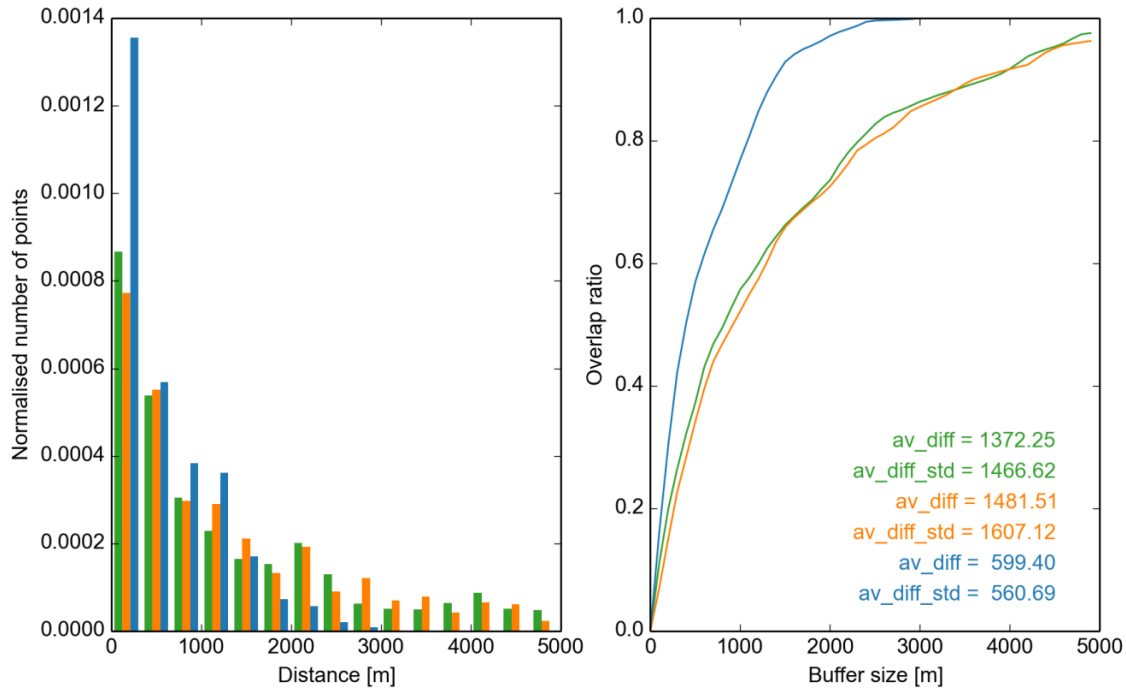 0.0014
0.0012
0.0010
0.0008
0.0006
0.0004
0.0002
0.0000
Normalised number of points
0 1000 2000 3000 4000 5000
Distance [m]
1.0
0.8
0.6
0.4
0.2
0.0
Overlap ratio
av_diff = 1372.25
av_diff_std = 1466.62
av_diff = 1481.51
av_diff_std = 1607.12
av_diff = 599.40
av_diff_std = 560.69
0 1000 2000 3000 4000 5000
Buffer size [m]